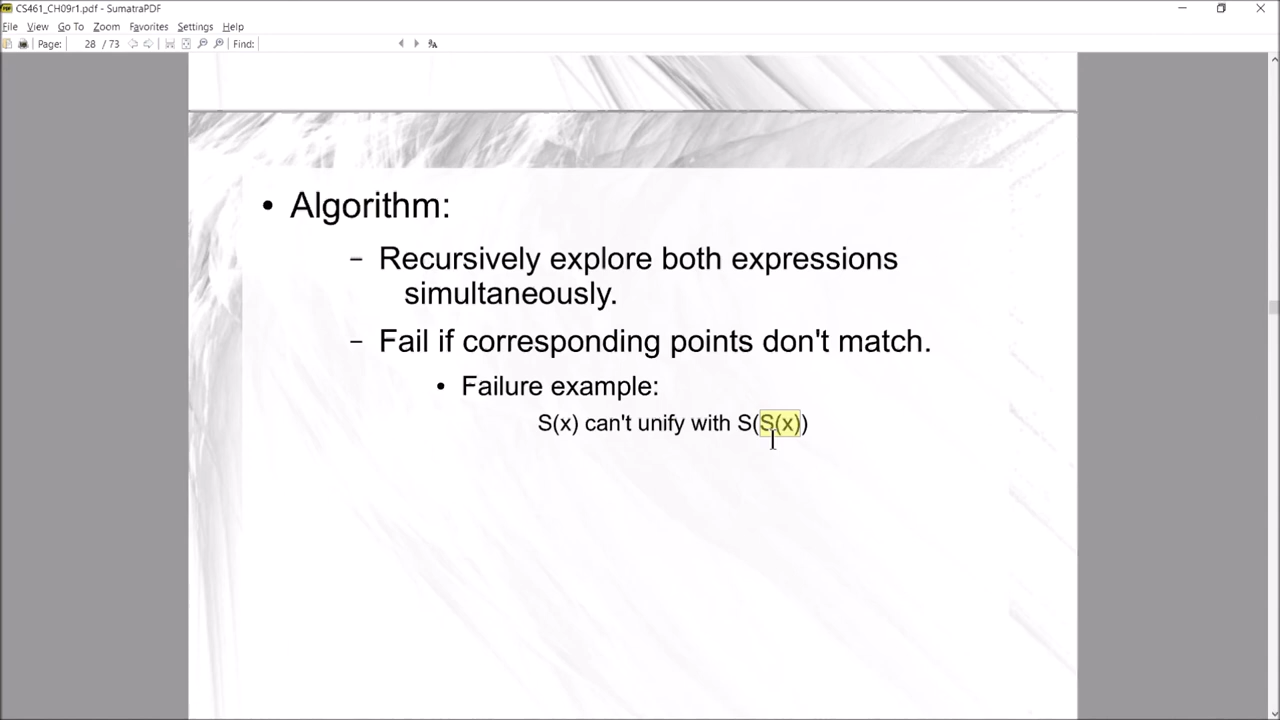 CS461_CH09r1.pdf - SumatraPDF
File View Go To Zoom Favorites Settings Help
Page: 28 / 73 Find:
• Algorithm:
– Recursively explore both expressions
simultaneously.
– Fail if corresponding points don't match.
• Failure example:
S(x) can't unify with S(S(x))